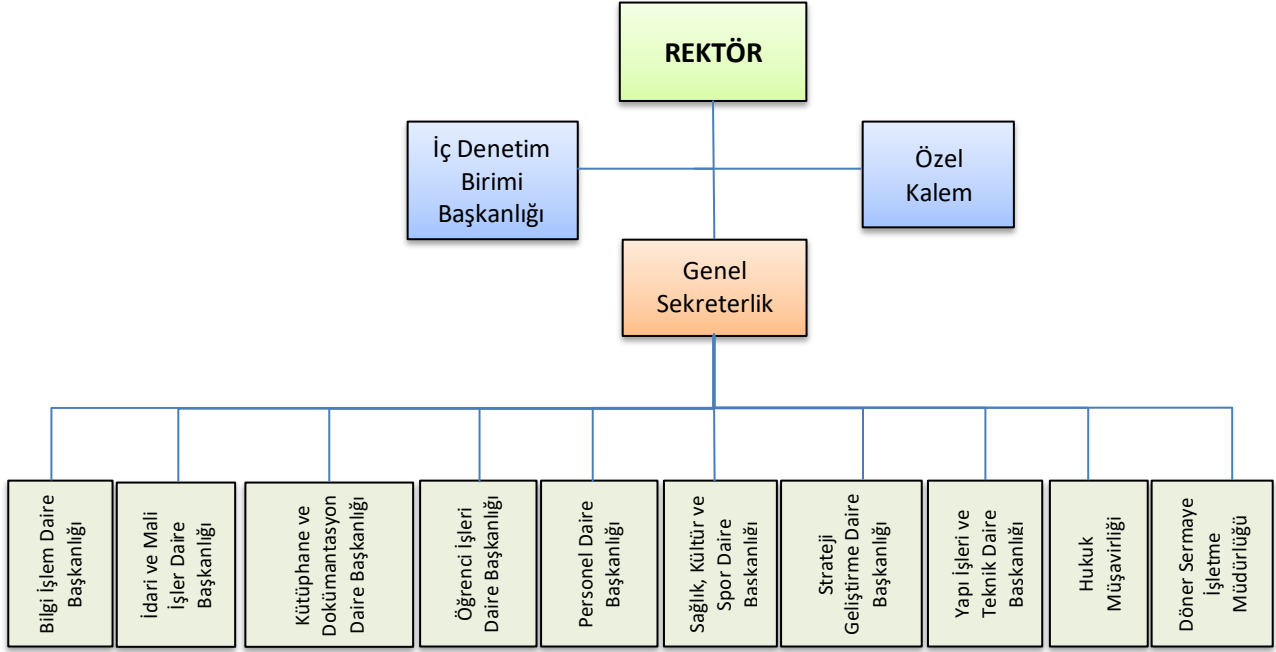 REKTÖR
İç Denetim
Birimi
Başkanlığı
Özel
Kalem
Genel
Sekreterlik
Bilgi İşlem Daire
Başkanlığı
İdari ve Mali
İşler Daire
Başkanlığı
Kütüphane ve
Dokümantasyon
Daire Başkanlığı
Öğrenci İşleri
Daire Başkanlığı
Personel Daire
Başkanlığı
Sağlık, Kültür ve
Spor Daire
Başkanlığı
Strateji
Geliştirme Daire
Başkanlığı
Yapı İşleri ve
Teknik Daire
Başkanlığı
Hukuk
Müşavirliği
Döner Sermaye
İşletme
Müdürlüğü